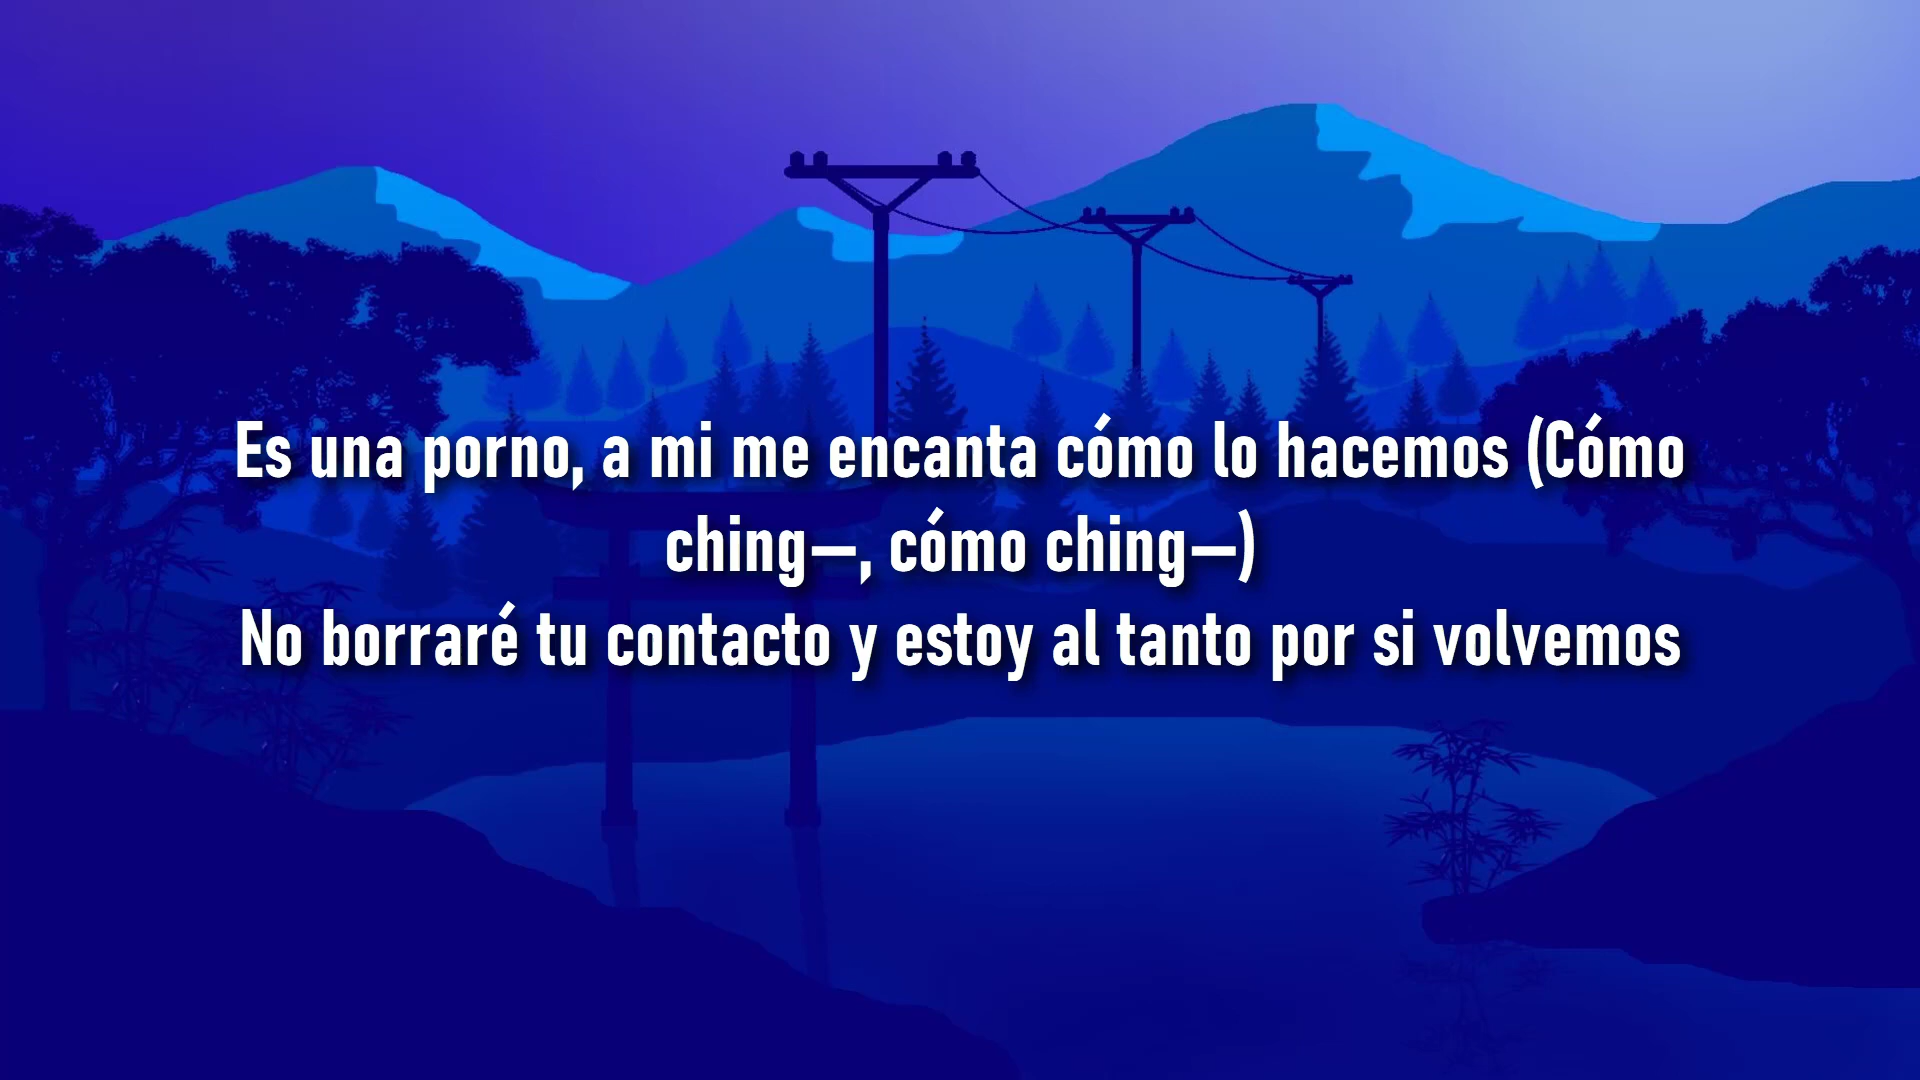 Es una porno, a mi me encanta cómo lo hacemos (Cómo
ching—, cómo ching—)
No borraré tu contacto y estoy al tanto por si volvemos